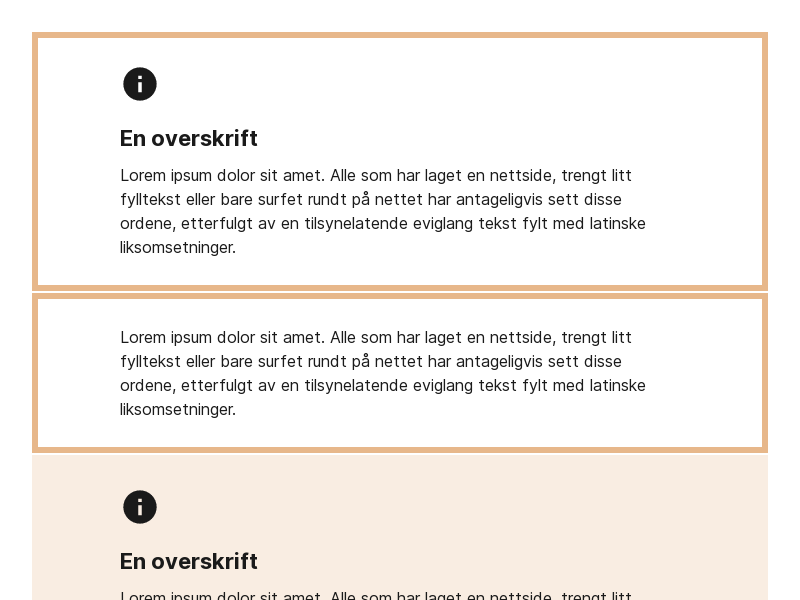 En overskrift
Lorem ipsum dolor sit amet. Alle som har laget en nettside, trengt litt
fylltekst eller bare surfet rundt på nettet har antageligvis sett disse
ordene, etterfulgt av en tilsynelatende eviglang tekst fylt med latinske
liksomsetninger.
Lorem ipsum dolor sit amet. Alle som har laget en nettside, trengt litt
fylltekst eller bare surfet rundt på nettet har antageligvis sett disse
ordene, etterfulgt av en tilsynelatende eviglang tekst fylt med latinske
liksomsetninger.
En overskrift
Lorem ipsum dolor sit amet. Alle som har laget en nettside, trengt litt